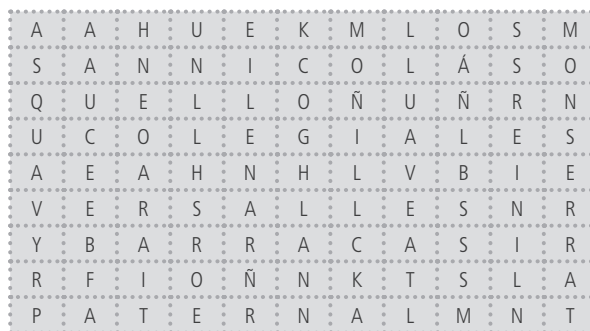 A A H U E K M L O S M
S A N N I C O L Á S O
Q U E L L O Ñ U Ñ R N
U C O L E G I A L E S
A E A H N H L V B I E
V E R S A L L E S N R
Y B A R R A C A S I R
R F I O Ñ N K T S L A
P A T E R N A L M N T